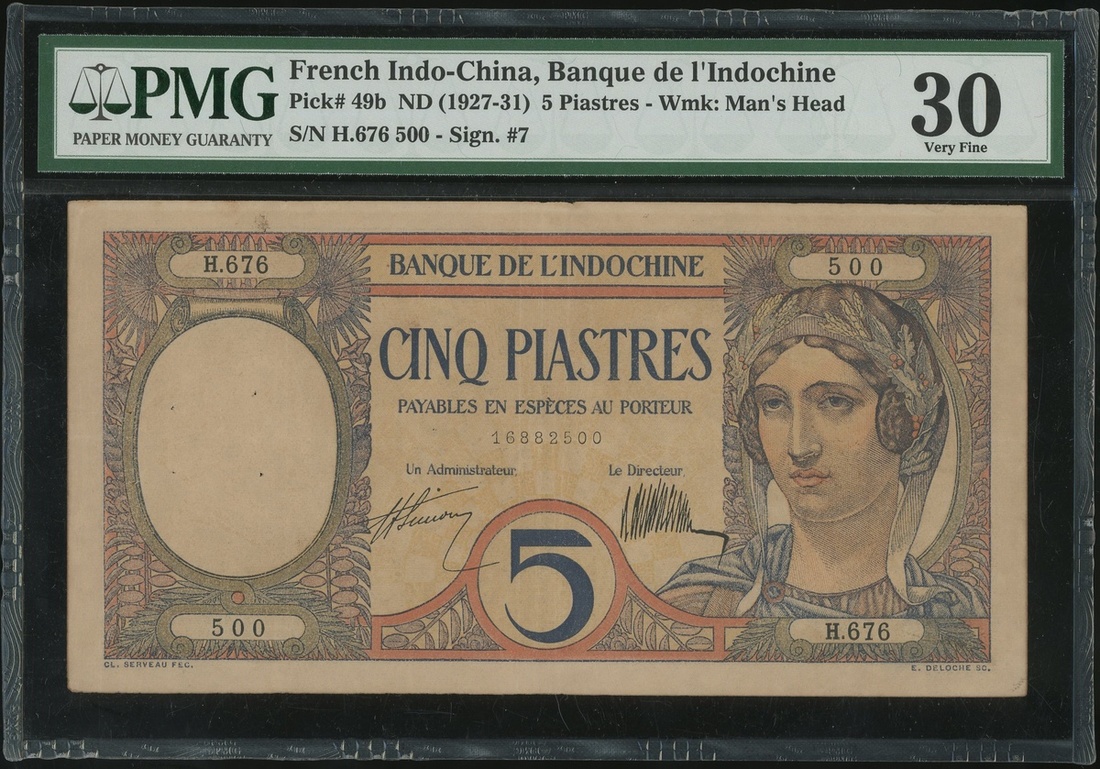 PMG
PAPER MONEY GUARANTY
French Indo-China, Banque de l'Indochine
Pick# 49b ND (1927-31) 5 Piastres - Wmk: Man's Head
S/N H.676 500 - Sign. #7
30
Very Fine
H.676
BANQUE DE L'INDOCHINE
500
CINQ PIASTRES
PAYABLES EN ESPÈCES AU PORTEUR
16882500
Un Administrateur,
Le Directeur,
5
500
H.676
CL. SERVEAU FEC.
E. DELOCHE SC.